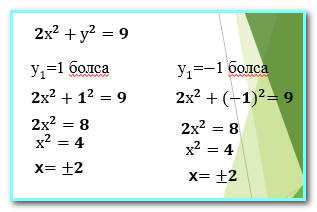 2x² + y² = 9
y₁=1 болса
2x² + 1² = 9
2x² = 8
x² = 4
x= ±2
y₁=−1 болса
2x² + (−1)²= 9
2x² = 8
x² = 4
x= ±2